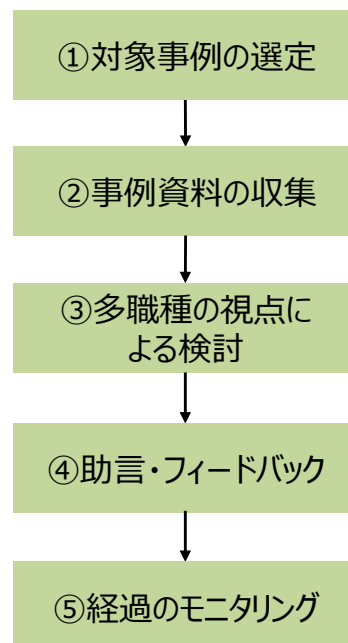 ①対象事例の選定
②事例資料の収集
③多職種の視点に
よる検討
④助言・フィードバック
⑤経過のモニタリング